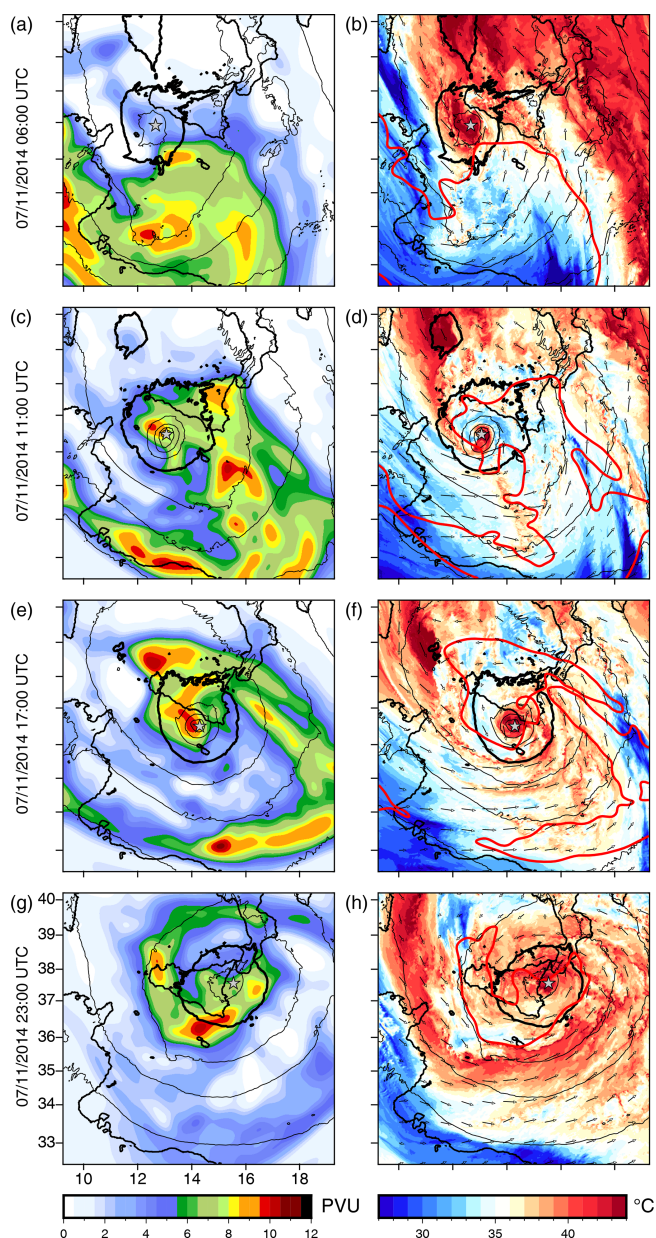 (a)
(b)
07/11/2014 06:00 UTC
(c)
(d)
07/11/2014 11:00 UTC
(e)
(f)
07/11/2014 17:00 UTC
(g)
(h)
07/11/2014 23:00 UTC
40
39
38
37
36
35
34
33
10 12 14 16 18
PVU
°C
0 2 4 6 8 10 12
30 35 40